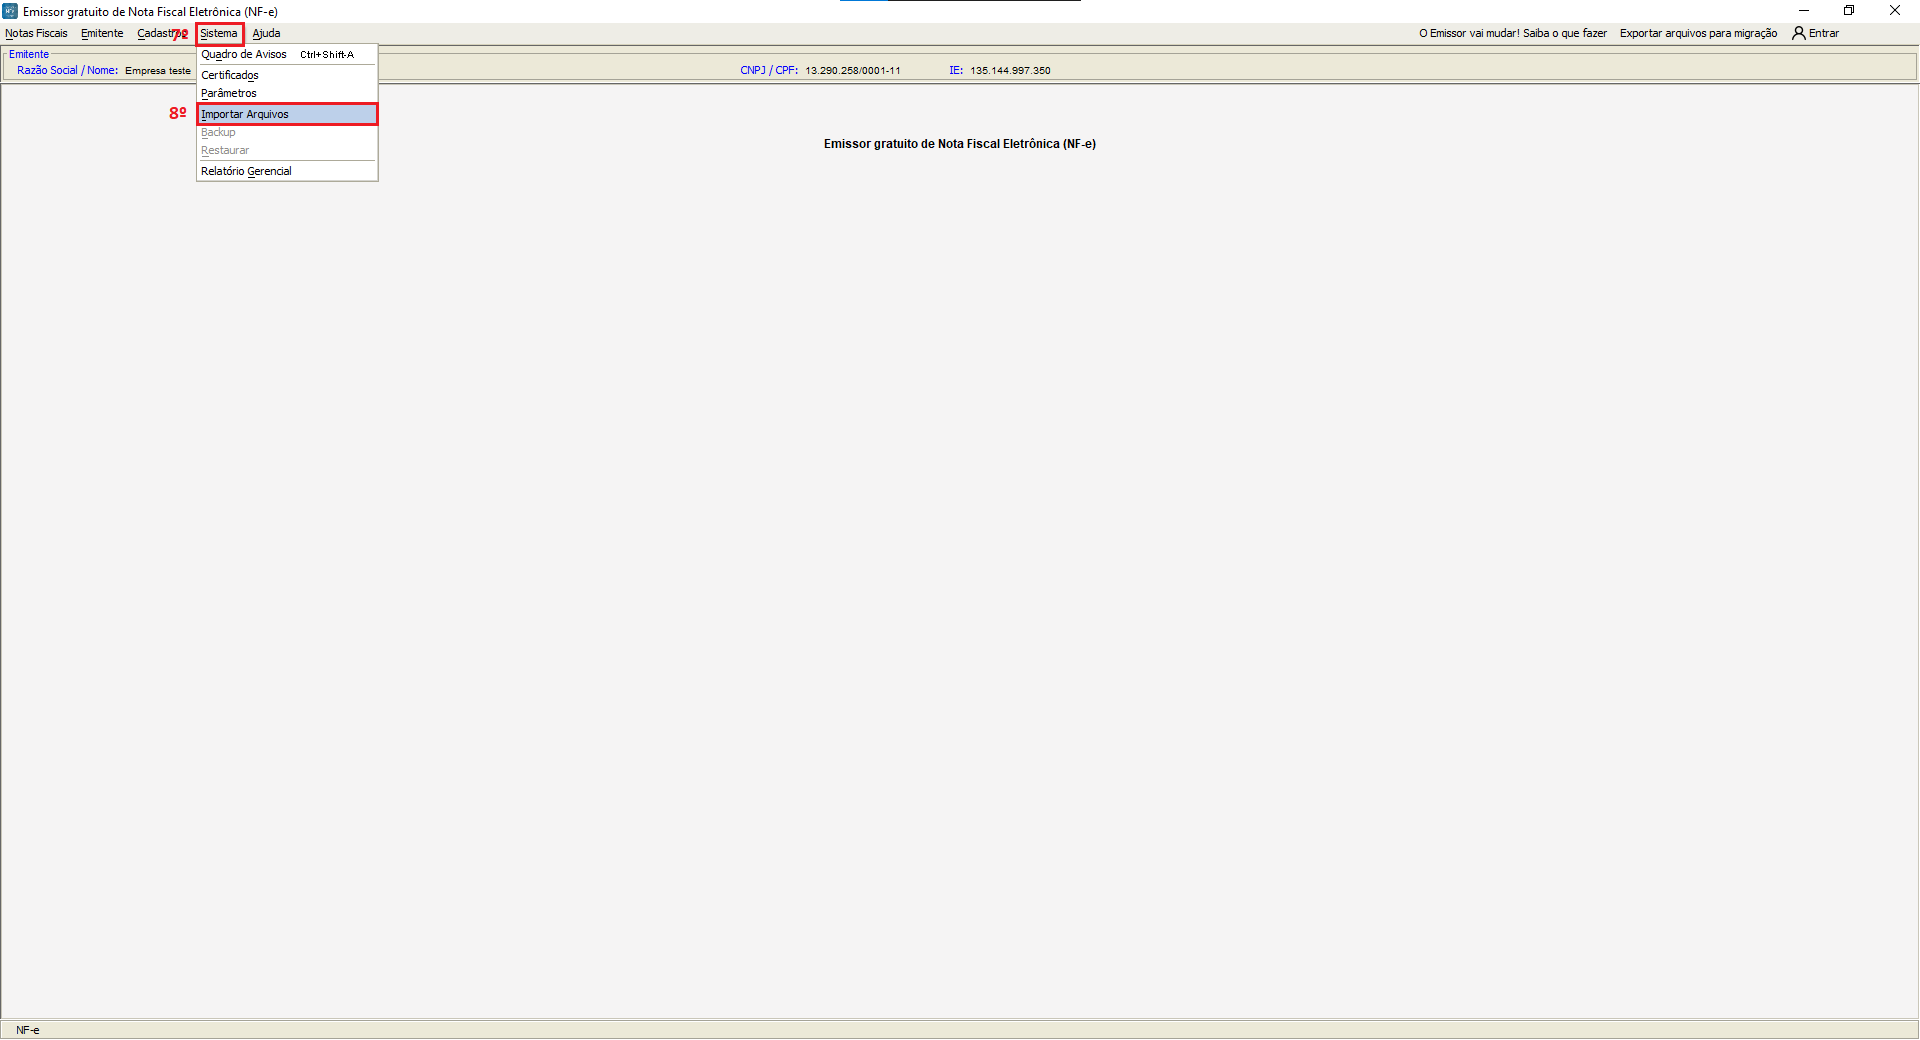 Emissor gratuito de Nota Fiscal Eletrônica (NF-e)
Notas Fiscais Emitente Cadastros 7º Sistema Ajuda O Emissor vai mudar! Saiba o que fazer Exportar arquivos para migração Entrar
Emitente
Razão Social / Nome: Empresa teste CNPJ / CPF: 13.290.258/0001-11 IE: 135.144.997.350
Quadro de Avisos Ctrl+Shift-A
Certificados
Parâmetros
8º Importar Arquivos
Backup
Restaurar
Relatório Gerencial
Emissor gratuito de Nota Fiscal Eletrônica (NF-e)
NF-e